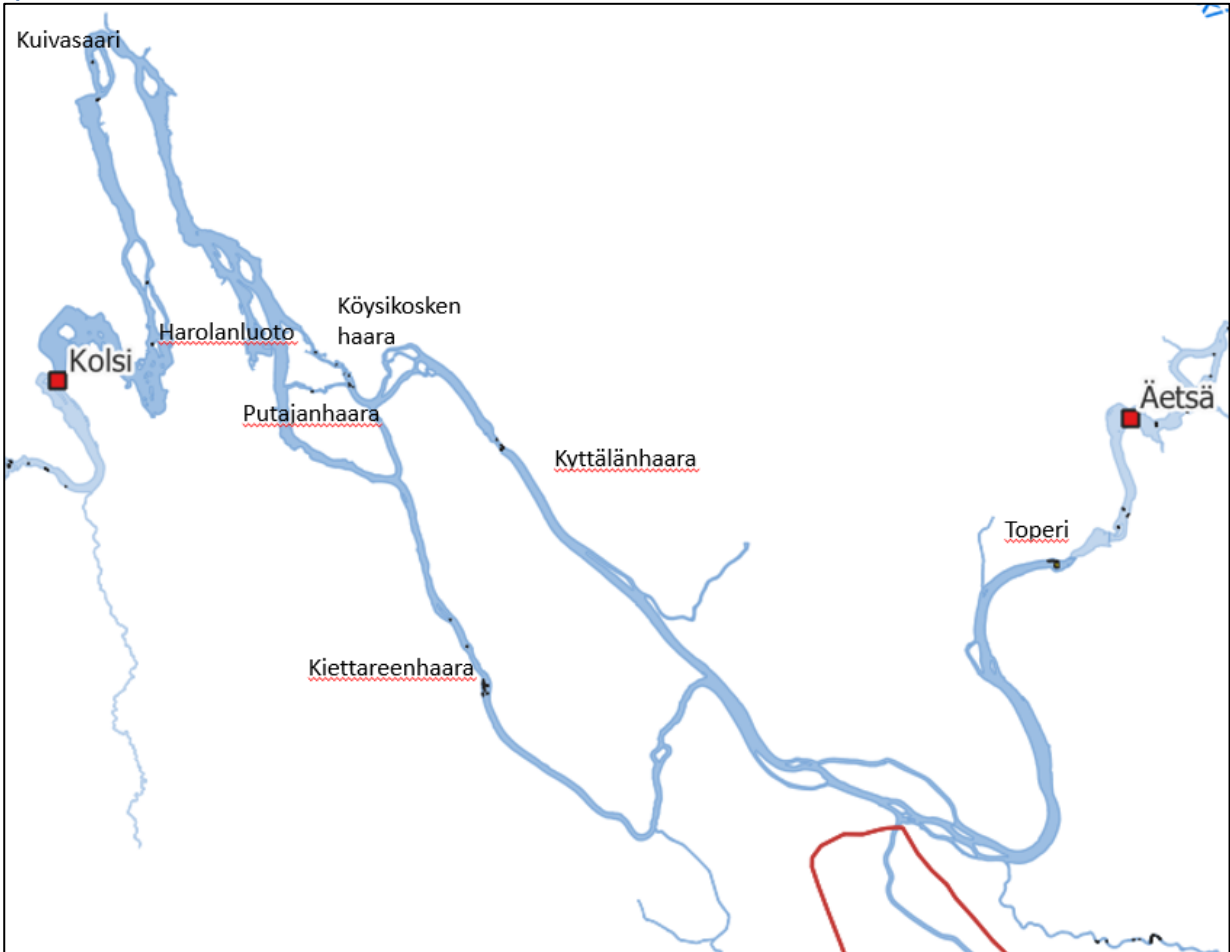 Kuivasaari
Köysikosken
haara
Harolanluoto
Kolsi
Äetsä
Putajanhaara
Kyttälänhaara
Toperi
Kiettareenhaara